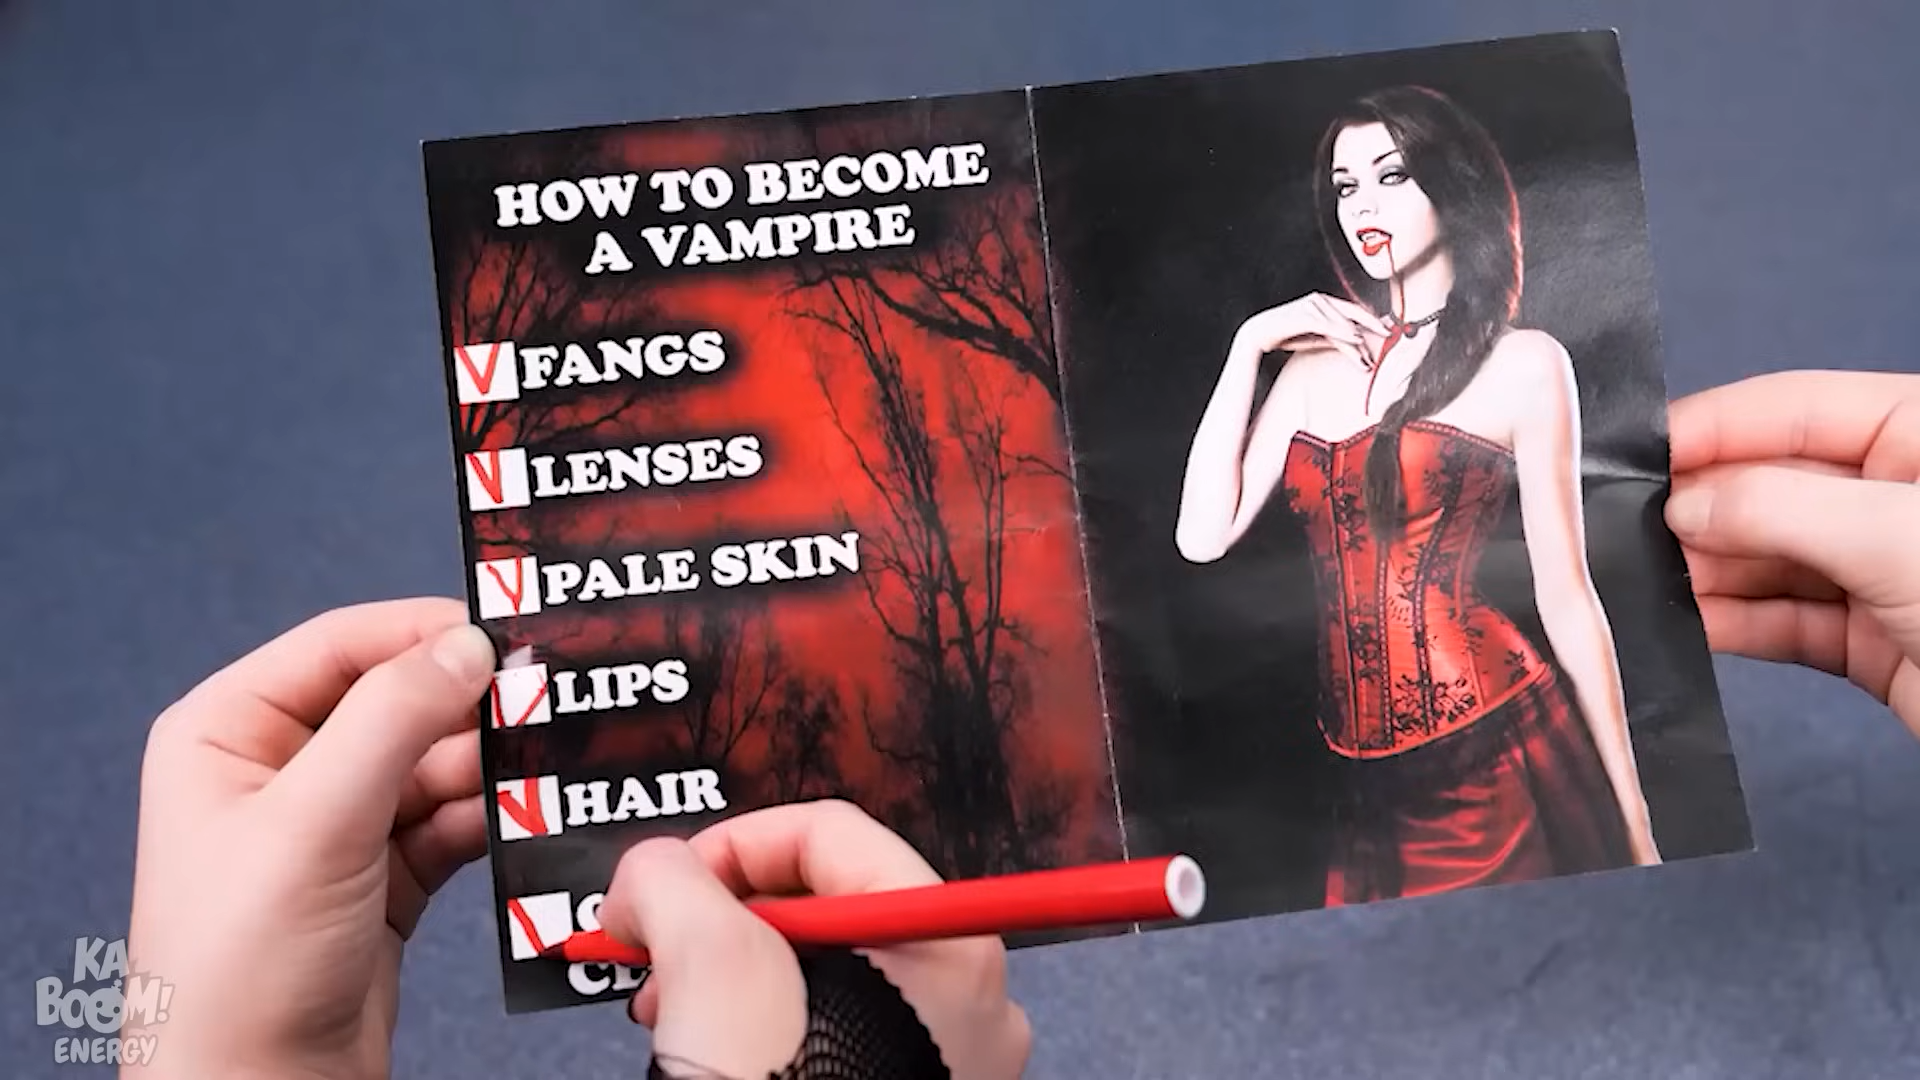 HOW TO BECOME
A VAMPIRE
FANGS
LENSES
PALE SKIN
LIPS
HAIR
KA
BOOM!
ENERGY